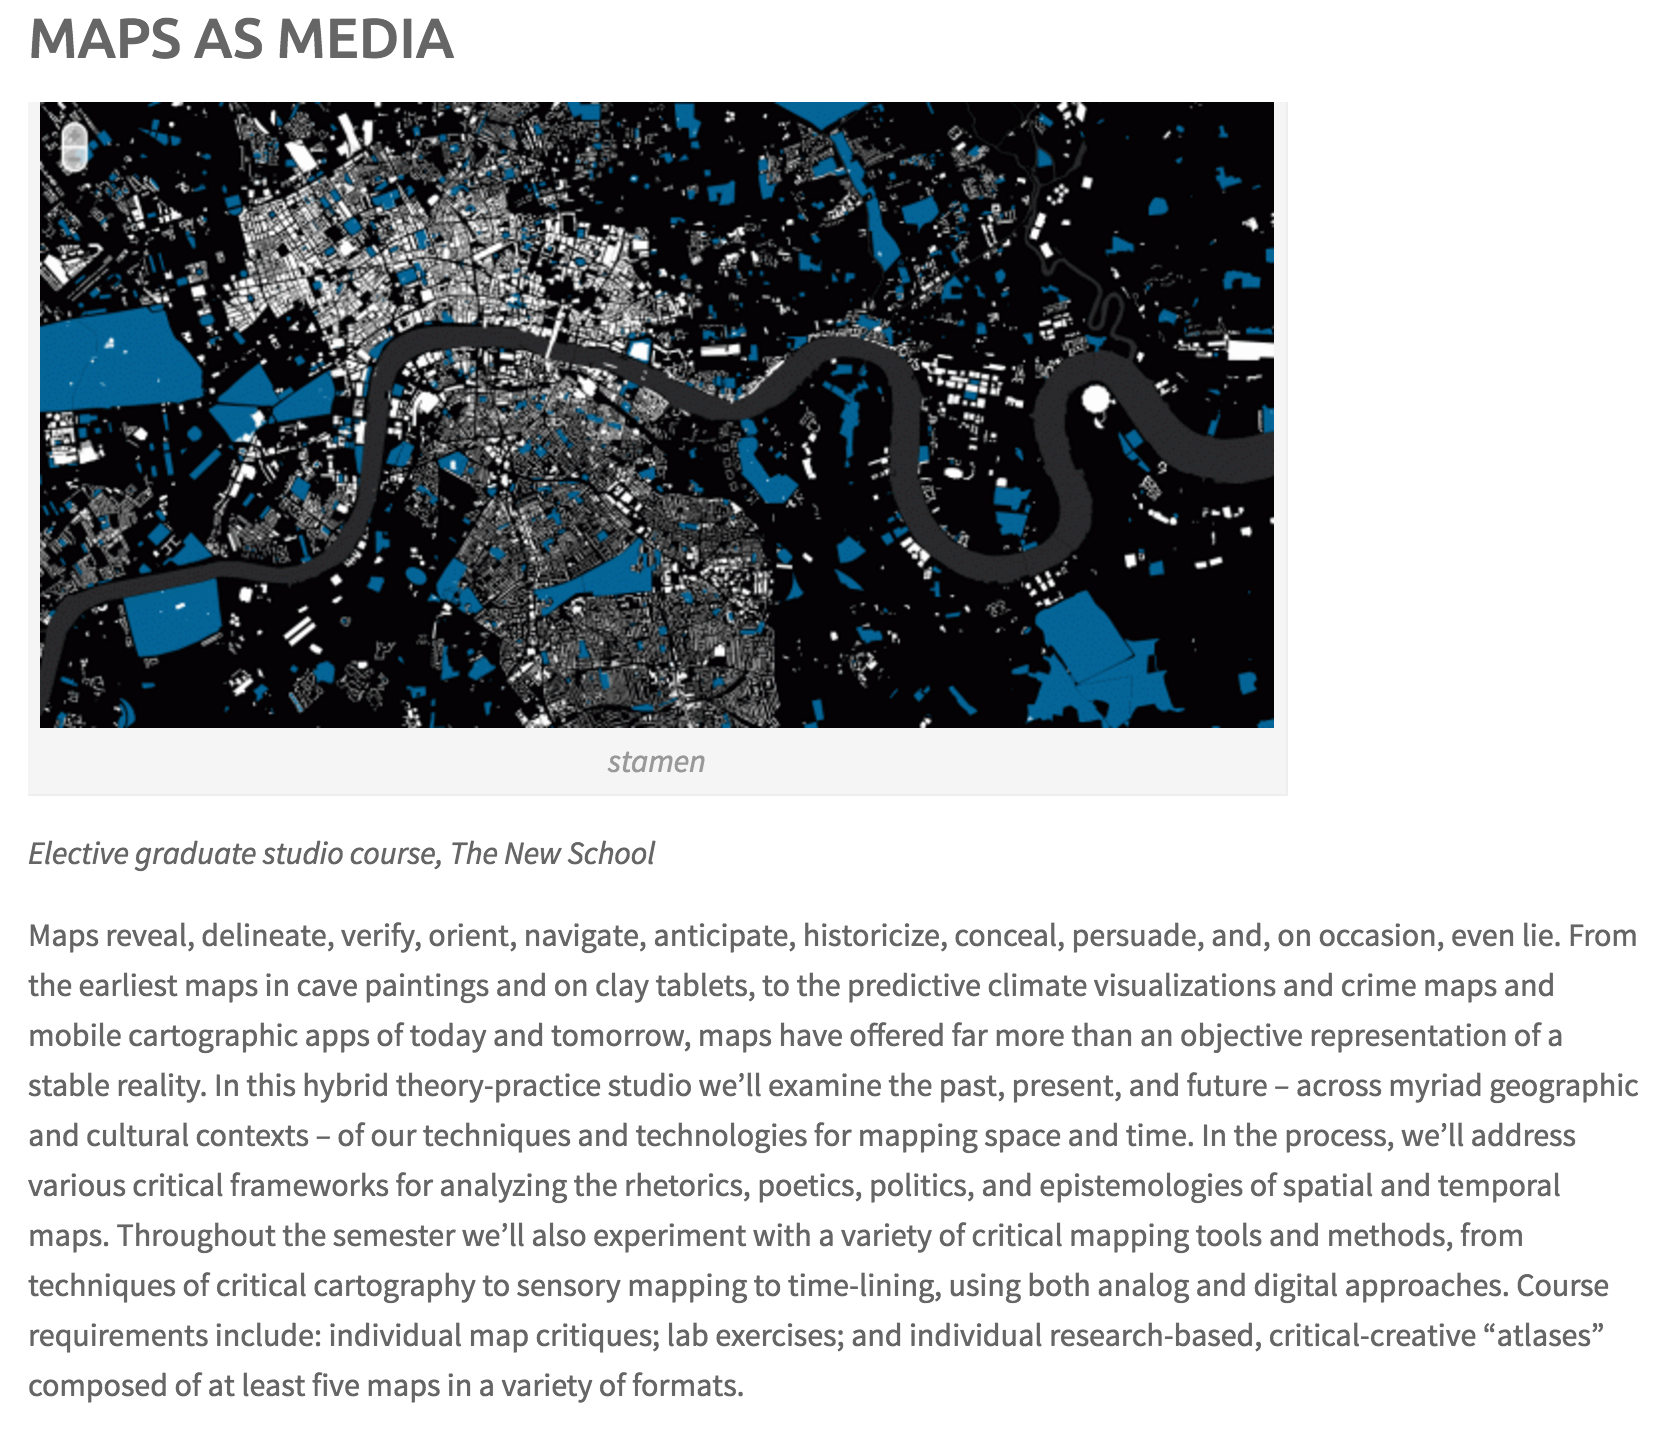 MAPS AS MEDIA
stamen
Elective graduate studio course, The New School
Maps reveal, delineate, verify, orient, navigate, anticipate, historicize, conceal, persuade, and, on occasion, even lie. From
the earliest maps in cave paintings and on clay tablets, to the predictive climate visualizations and crime maps and
mobile cartographic apps of today and tomorrow, maps have offered far more than an objective representation of a
stable reality. In this hybrid theory-practice studio we’ll examine the past, present, and future – across myriad geographic
and cultural contexts – of our techniques and technologies for mapping space and time. In the process, we’ll address
various critical frameworks for analyzing the rhetorics, poetics, politics, and epistemologies of spatial and temporal
maps. Throughout the semester we’ll also experiment with a variety of critical mapping tools and methods, from
techniques of critical cartography to sensory mapping to time-lining, using both analog and digital approaches. Course
requirements include: individual map critiques; lab exercises; and individual research-based, critical-creative “atlases”
composed of at least five maps in a variety of formats.